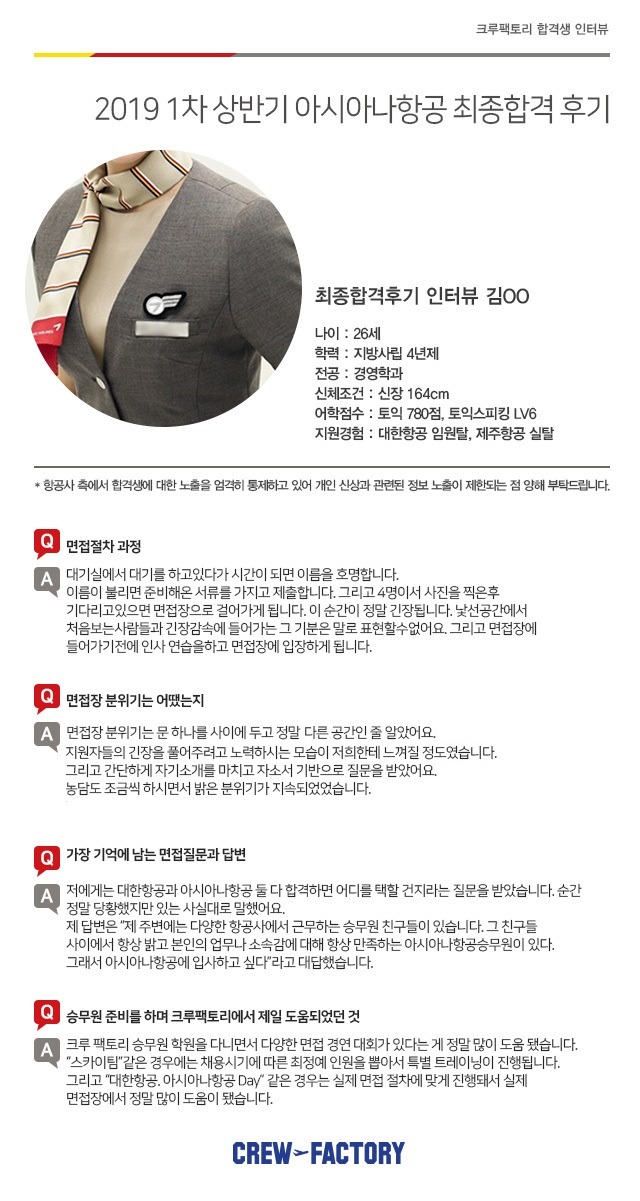 크루팩토리 합격생 인터뷰
2019 1차 상반기 아시아나항공 최종합격 후기
최종합격후기 인터뷰 김OO
나이 : 26세
학력 : 지방사립 4년제
전공 : 경영학과
신체조건 : 신장 164cm
어학점수 : 토익 780점, 토익스피킹 LV6
지원경험 : 대한항공 임원탈, 제주항공 실탈
* 항공사 측에서 합격생에 대한 노출을 엄격히 통제하고 있어 개인 신상과 관련된 정보 노출이 제한되는 점 양해 부탁드립니다.
Q 면접절차 과정
A 대기실에서 대기를 하고있다가 시간이 되면 이름을 호명합니다.
이름이 불리면 준비해온 서류를 가지고 제출합니다. 그리고 4명이서 사진을 찍은후
기다리고있으면 면접장으로 걸어가게 됩니다. 이 순간이 정말 긴장됩니다. 낯선공간에서
처음보는사람들과 긴장감속에 들어가는 그 기분은 말로 표현할수없어요. 그리고 면접장에
들어가기전에 인사 연습을하고 면접장에 입장하게 됩니다.
Q 면접장 분위기는 어땠는지
A 면접장 분위기는 문 하나를 사이에 두고 정말 다른 공간인 줄 알았어요.
지원자들의 긴장을 풀어주려고 노력하시는 모습이 저희한테 느껴질 정도였습니다.
그리고 간단하게 자기소개를 마치고 자소서 기반으로 질문을 받았어요.
농담도 조금씩 하시면서 밝은 분위기가 지속되었었습니다.
Q 가장 기억에 남는 면접질문과 답변
A 저에게는 대한항공과 아시아나항공 둘 다 합격하면 어디를 택할 건지라는 질문을 받았습니다. 순간
정말 당황했지만 있는 사실대로 말했어요.
제 답변은 "제 주변에는 다양한 항공사에서 근무하는 승무원 친구들이 있습니다. 그 친구들
사이에서 항상 밝고 본인의 업무나 소속감에 대해 항상 만족하는 아시아나항공승무원이 있다.
그래서 아시아나항공에 입사하고 싶다"라고 대답했습니다.
Q 승무원 준비를 하며 크루팩토리에서 제일 도움되었던 것
A 크루 팩토리 승무원 학원을 다니면서 다양한 면접 경연 대회가 있다는 게 정말 많이 도움 됐습니다.
"스카이팀"같은 경우에는 채용시기에 따른 최정예 인원을 뽑아서 특별 트레이닝이 진행됩니다.
그리고 "대한항공. 아시아나항공 Day" 같은 경우는 실제 면접 절차에 맞게 진행돼서 실제
면접장에서 정말 많이 도움이 됐습니다.
CREW FACTORY